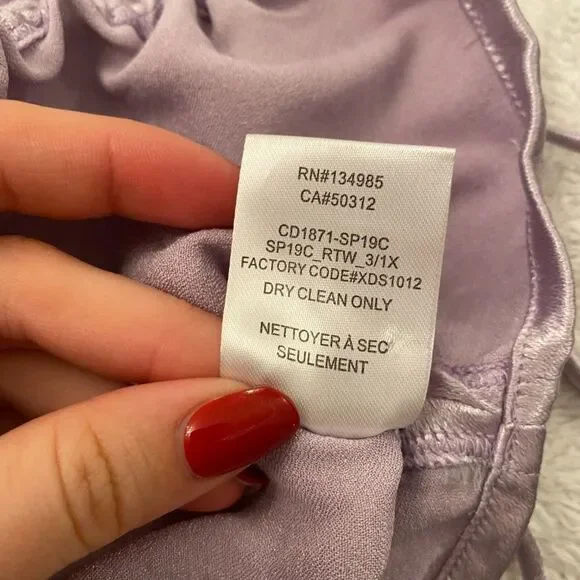 RN#134985
CA#50312
CD1871-SP19C
SP19C_RTW_3/1X
FACTORY CODE#XDS1012
DRY CLEAN ONLY
NETTOYER À SEC
SEULEMENT